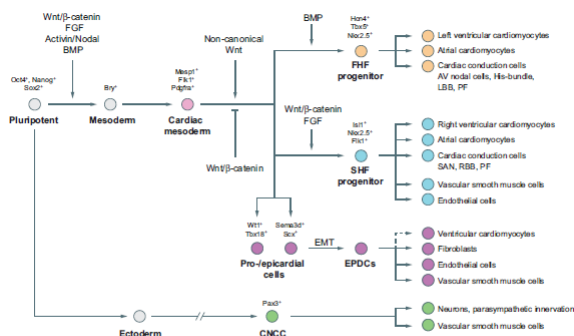 Wnt/β-catenin
FGF
Activin/Nodal
BMP
Oct4⁺, Nanog⁺
Sox2⁺
Pluripotent
Bry⁺
Mesoderm
Mesp1⁺
Flk1⁺
Pdgfra⁺
Cardiac
mesoderm
Non-canonical
Wnt
Wnt/β-catenin
BMP
Hcn4⁺
Tbx5⁺
Nkx2.5⁺
FHF
progenitor
Left ventricular cardiomyocytes
Atrial cardiomyocytes
Cardiac conduction cells
AV nodal cells, His-bundle,
LBB, PF
Wnt/β-catenin
FGF
Isl1⁺
Nkx2.5⁺
Flk1⁺
SHF
progenitor
Right ventricular cardiomyocytes
Atrial cardiomyocytes
Cardiac conduction cells
SAN, RBB, PF
Vascular smooth muscle cells
Endothelial cells
Wt1⁺
Tbx18⁺
Sema3d⁺
Scx⁺
Pro-/epicardial
cells
EMT
EPDCs
Ventricular cardiomyocytes
Fibroblasts
Endothelial cells
Vascular smooth muscle cells
Ectoderm
Pax3⁺
CNCC
Neurons, parasympathetic innervation
Vascular smooth muscle cells